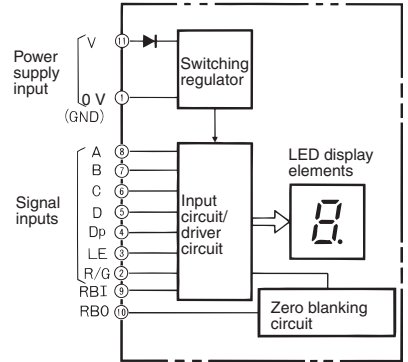 Power
supply
input
V
11
0 V
1
(GND)
Switching
regulator
Signal
inputs
A
8
B
7
C
6
D
5
Dp
4
LE
3
R/G
2
RBI
9
RBO
10
Input
circuit/
driver
circuit
LED display
elements
8.
Zero blanking
circuit